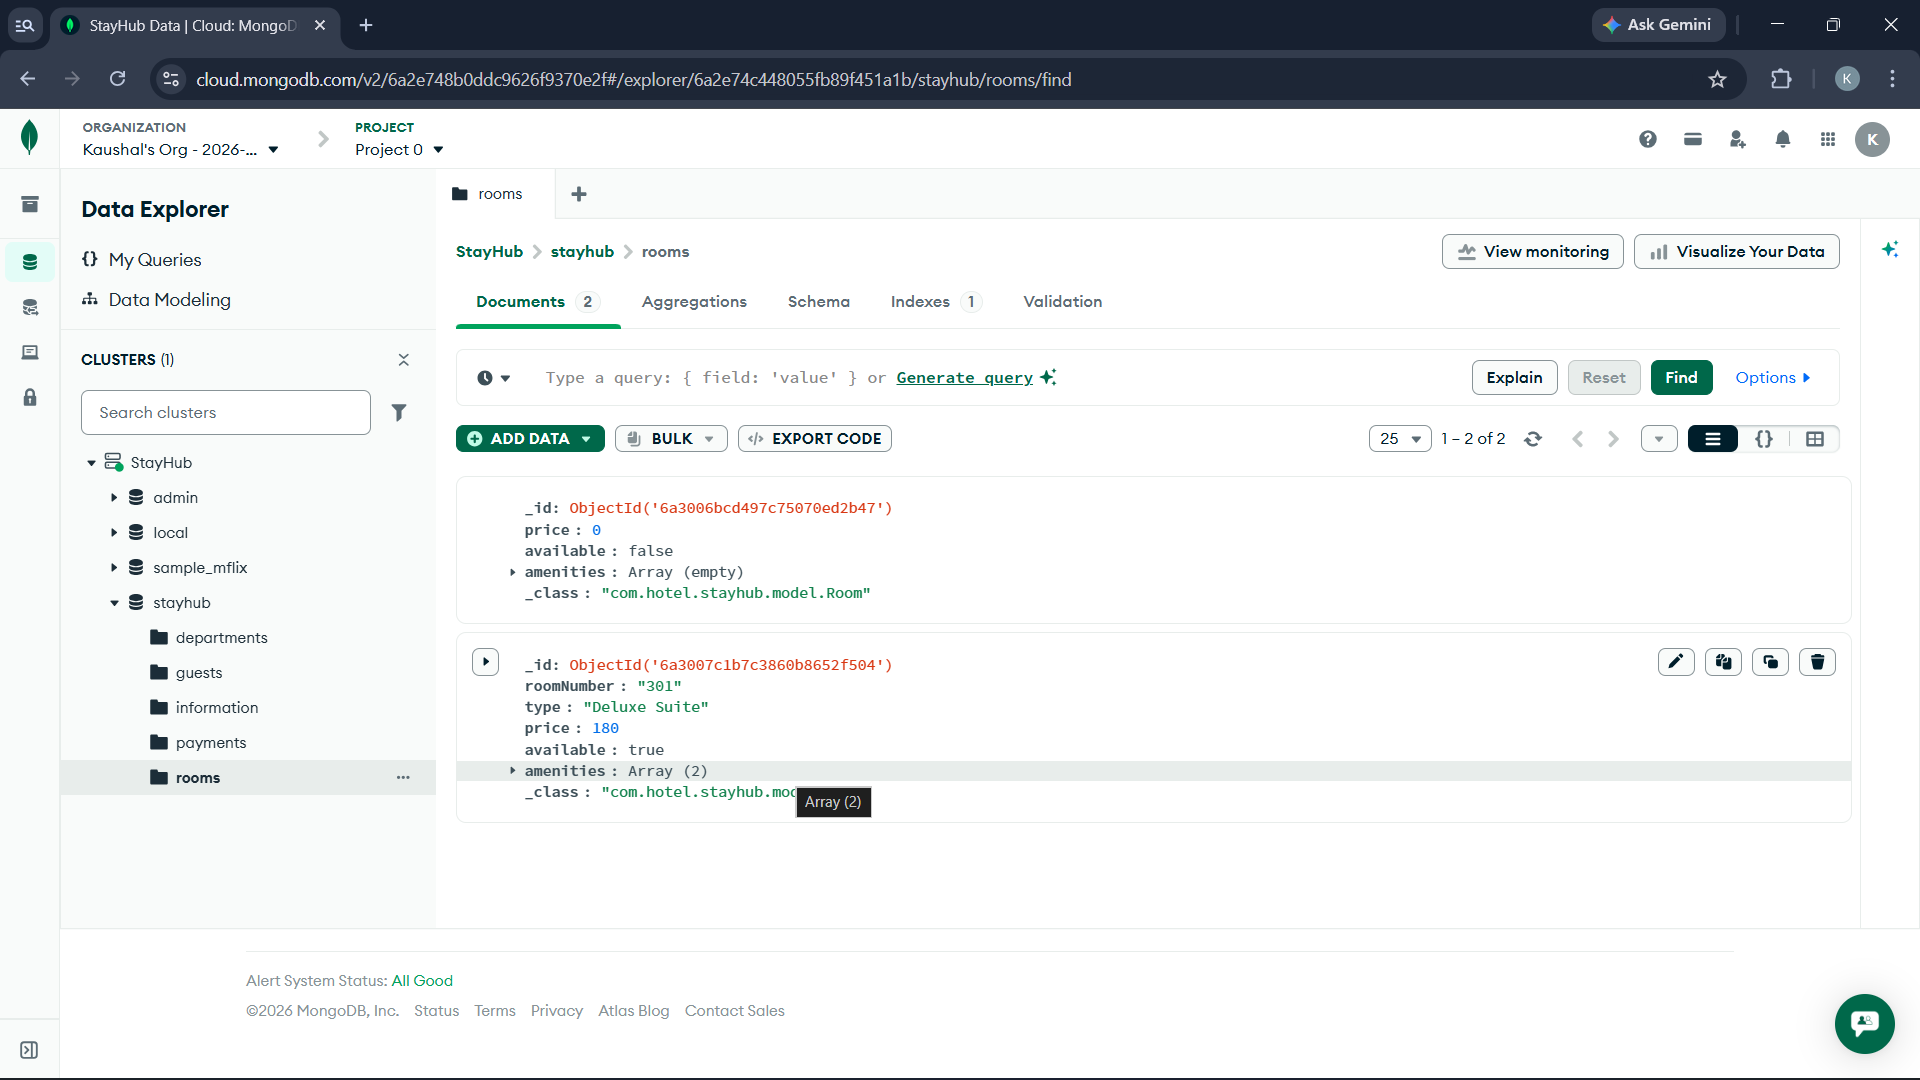 StayHub Data | Cloud: MongoD
Ask Gemini
cloud.mongodb.com/v2/6a2e748b0ddc9626f9370e2f#/explorer/6a2e74c448055fb89f451a1b/stayhub/rooms/find
K
ORGANIZATION
Kaushal's Org - 2026-...
PROJECT
Project 0
K
Data Explorer
My Queries
Data Modeling
CLUSTERS (1)
Search clusters
StayHub
admin
local
sample_mflix
stayhub
departments
guests
information
payments
rooms
rooms
StayHub > stayhub > rooms
View monitoring
Visualize Your Data
Documents 2
Aggregations
Schema
Indexes 1
Validation
Type a query: { field: 'value' } or Generate query
Explain
Reset
Find
Options
ADD DATA
BULK
EXPORT CODE
25
1 – 2 of 2
_id: ObjectId('6a3006bcd497c75070ed2b47')
price : 0
available : false
amenities : Array (empty)
_class : "com.hotel.stayhub.model.Room"
_id: ObjectId('6a3007c1b7c3860b8652f504')
roomNumber : "301"
type : "Deluxe Suite"
price : 180
available : true
amenities : Array (2)
_class : "com.hotel.stayhub.mod
Array (2)
Alert System Status: All Good
©2026 MongoDB, Inc. Status Terms Privacy Atlas Blog Contact Sales